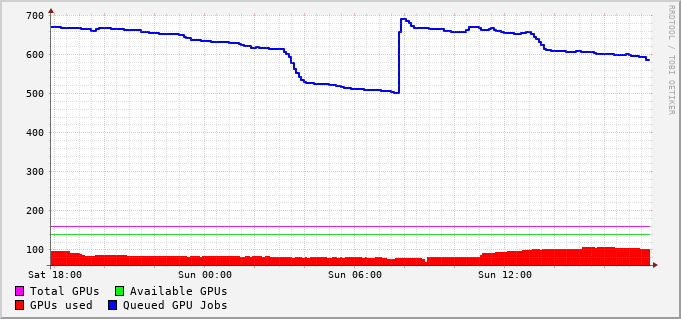 700
600
500
400
300
200
100
Sat 18:00 Sun 00:00 Sun 06:00 Sun 12:00
Total GPUs Available GPUs
GPUs used Queued GPU Jobs
RRDTOOL / TOBI OETIKER